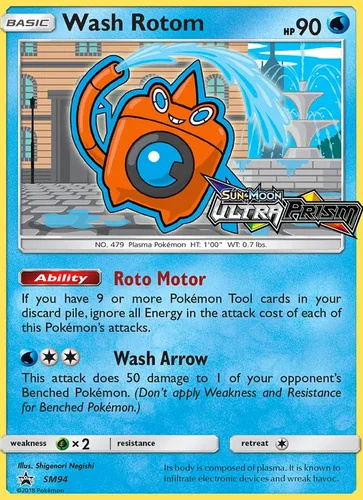 BASIC Wash Rotom HP 90
SUN & MOON
ULTRA PRISM
NO. 479 Plasma Pokémon HT: 1'00" WT: 0.7 lbs.
Ability Roto Motor
If you have 9 or more Pokémon Tool cards in your
discard pile, ignore all Energy in the attack cost of each of
this Pokémon's attacks.
Wash Arrow
This attack does 50 damage to 1 of your opponent's
Benched Pokémon. (Don't apply Weakness and Resistance
for Benched Pokémon.)
weakness × 2 resistance retreat
Illus. Shigenori Negishi
PROMO SM94
©2018 Pokémon
Its body is composed of plasma. It is known to
infiltrate electronic devices and wreak havoc.